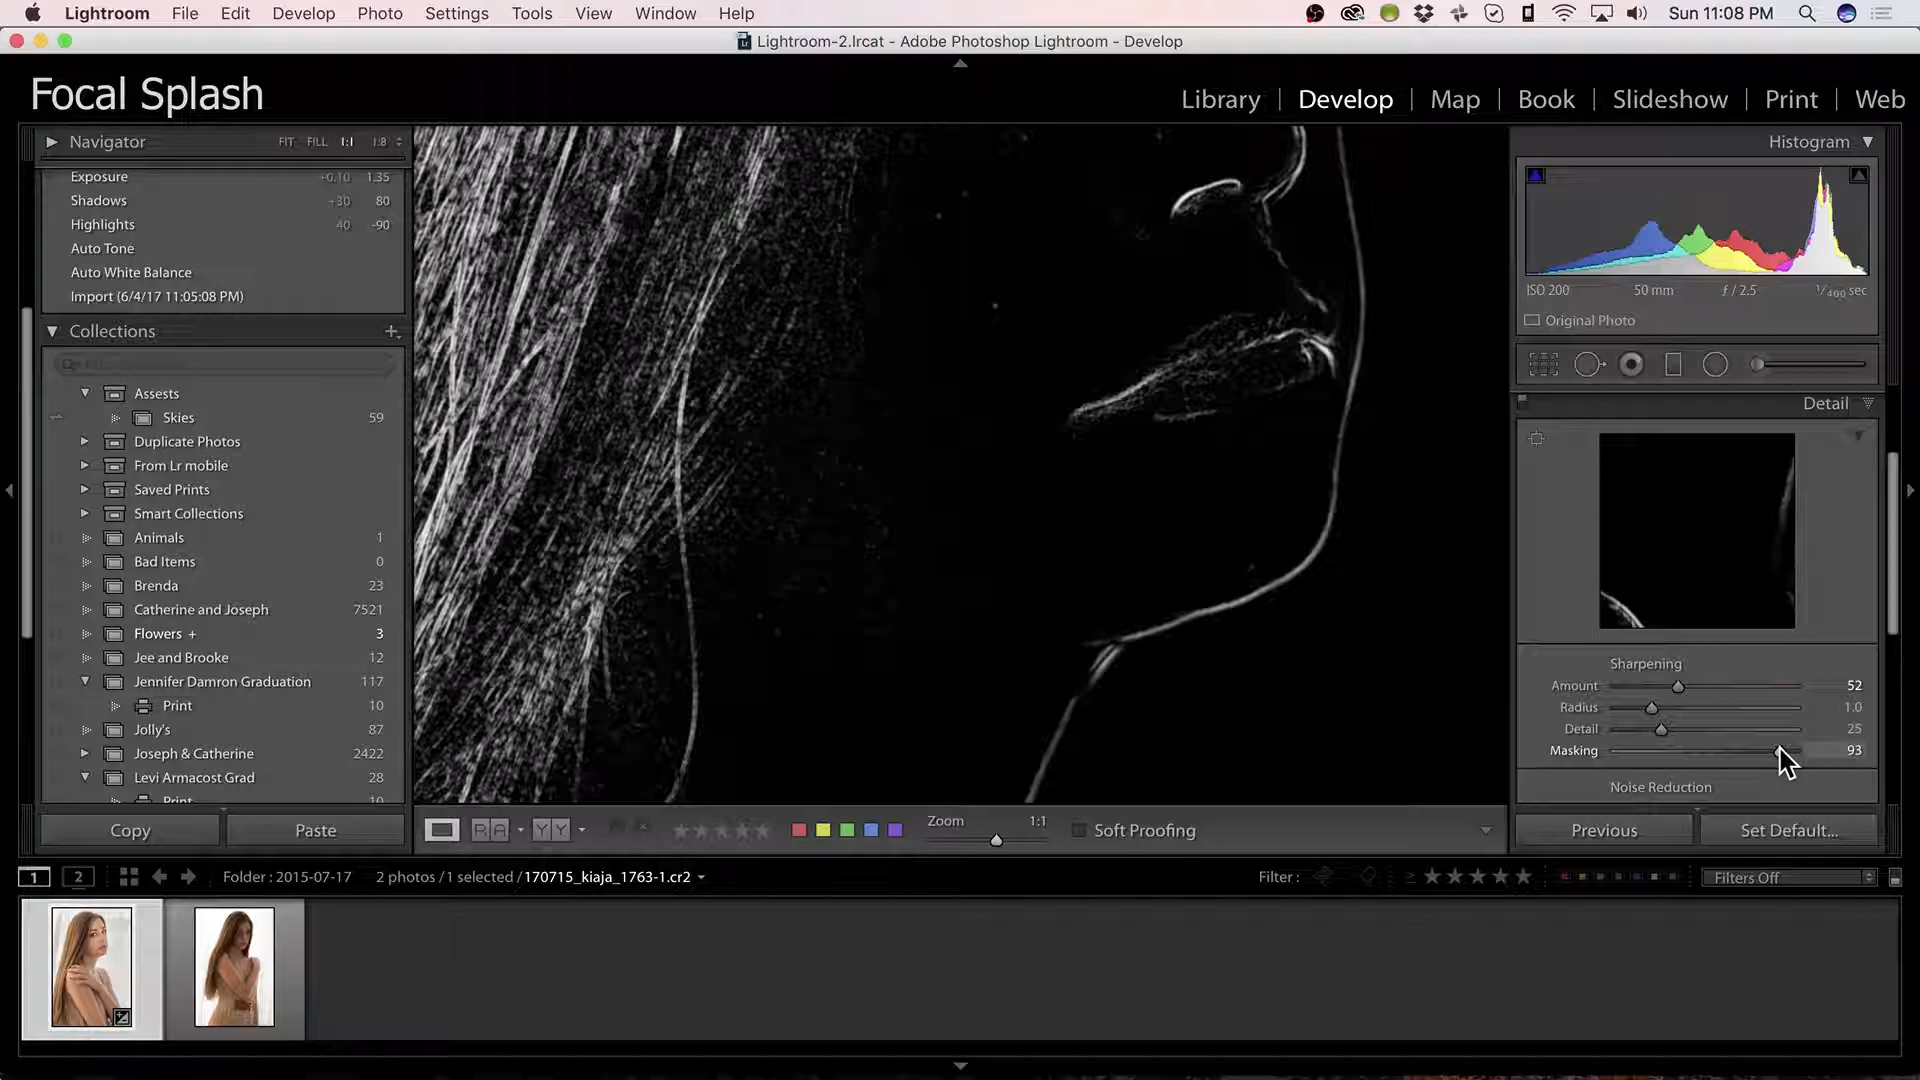 Lightroom File Edit Develop Photo Settings Tools View Window Help Sun 11:08 PM
Lightroom-2.lrcat - Adobe Photoshop Lightroom - Develop
Focal Splash
Library | Develop | Map | Book | Slideshow | Print | Web
Navigator FIT FILL 1:1 1:8
Exposure +0.10 1.35
Shadows +30 80
Highlights 40 -90
Auto Tone
Auto White Balance
Import (6/4/17 11:05:08 PM)
Collections
Assests
Skies 59
Duplicate Photos
From Lr mobile
Saved Prints
Smart Collections
Animals 1
Bad Items 0
Brenda 23
Catherine and Joseph 7521
Flowers + 3
Jee and Brooke 12
Jennifer Damron Graduation 117
Print 10
Jolly's 87
Joseph & Catherine 2422
Levi Armacost Grad 28
Print 10
Copy Paste
Histogram
ISO 200 50 mm ƒ / 2.5 1/400 sec
Original Photo
Detail
Sharpening
Amount 52
Radius 1.0
Detail 25
Masking 93
Noise Reduction
Previous Set Default...
R A Y Y Zoom 1:1 Soft Proofing
1 2 Folder : 2015-07-17 2 photos / 1 selected / 170715_kiaja_1763-1.cr2 Filter : ≥ Filters Off